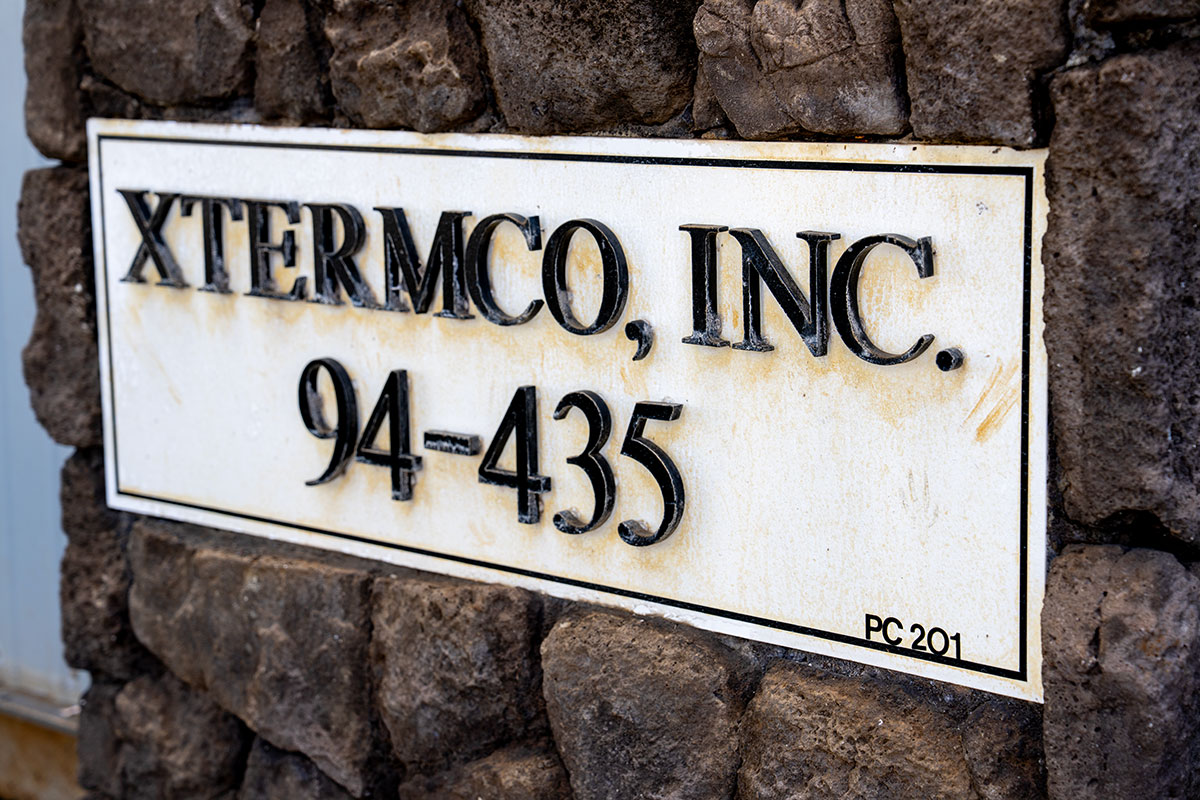 XTERMCO, INC.
94-435
PC 201